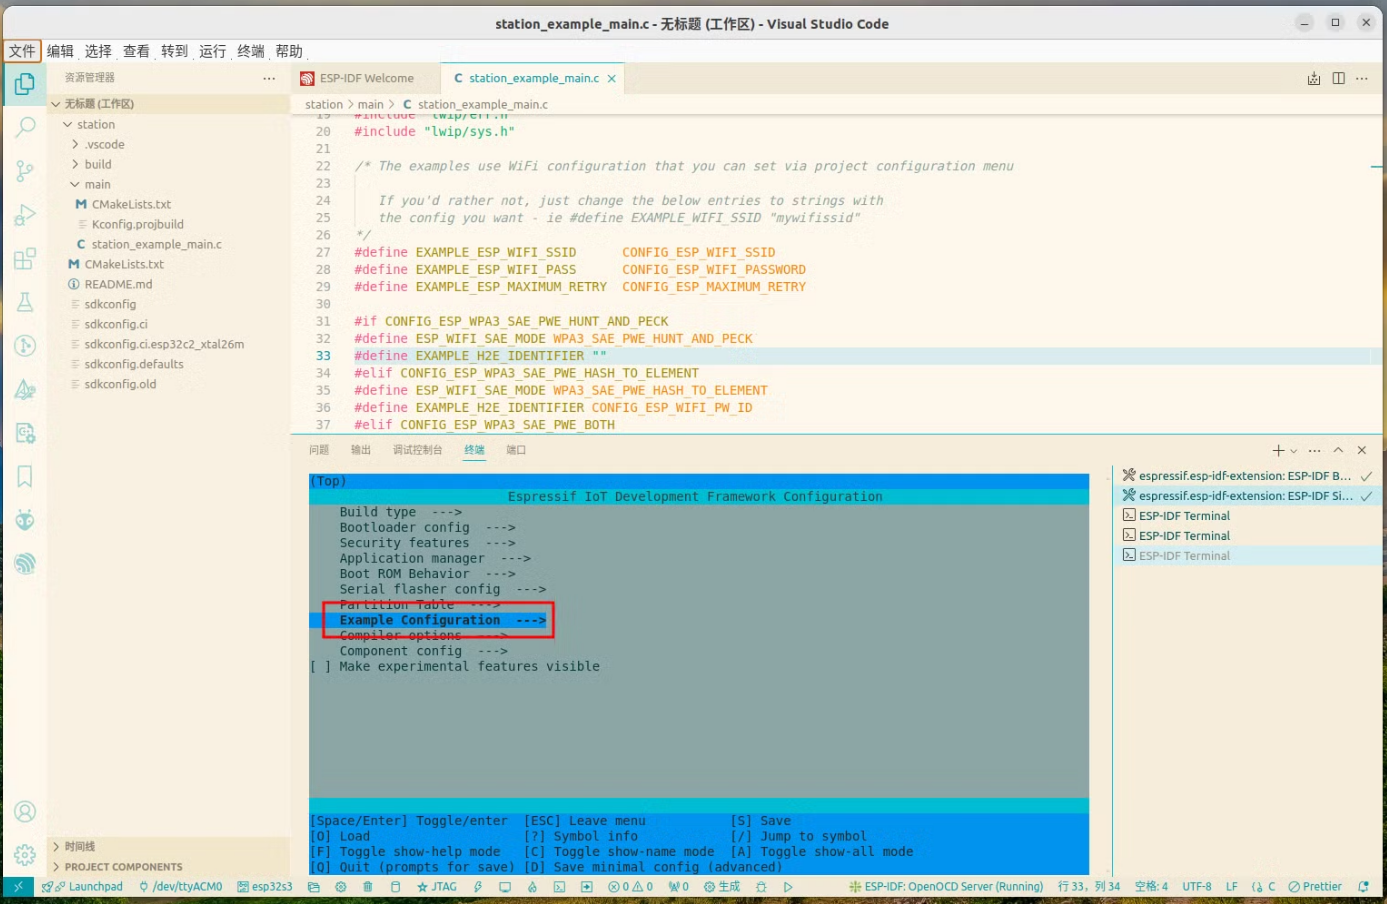 station_example_main.c - 无标题 (工作区) - Visual Studio Code
文件 编辑 选择 查看 转到 运行 终端 帮助
资源管理器
无标题 (工作区)
station
.vscode
build
main
CMakeLists.txt
Kconfig.projbuild
station_example_main.c
CMakeLists.txt
README.md
sdkconfig
sdkconfig.ci
sdkconfig.ci.esp32c2_xtal26m
sdkconfig.defaults
sdkconfig.old
时间线
PROJECT COMPONENTS
ESP-IDF Welcome
C station_example_main.c
station > main > C station_example_main.c
19 #include "lwip/err.h"
20 #include "lwip/sys.h"
21
22 /* The examples use WiFi configuration that you can set via project configuration menu
23
24 If you'd rather not, just change the below entries to strings with
25 the config you want - ie #define EXAMPLE_WIFI_SSID "mywifissid"
26 */
27 #define EXAMPLE_ESP_WIFI_SSID CONFIG_ESP_WIFI_SSID
28 #define EXAMPLE_ESP_WIFI_PASS CONFIG_ESP_WIFI_PASSWORD
29 #define EXAMPLE_ESP_MAXIMUM_RETRY CONFIG_ESP_MAXIMUM_RETRY
30
31 #if CONFIG_ESP_WPA3_SAE_PWE_HUNT_AND_PECK
32 #define ESP_WIFI_SAE_MODE WPA3_SAE_PWE_HUNT_AND_PECK
33 #define EXAMPLE_H2E_IDENTIFIER ""
34 #elif CONFIG_ESP_WPA3_SAE_PWE_HASH_TO_ELEMENT
35 #define ESP_WIFI_SAE_MODE WPA3_SAE_PWE_HASH_TO_ELEMENT
36 #define EXAMPLE_H2E_IDENTIFIER CONFIG_ESP_WIFI_PW_ID
37 #elif CONFIG_ESP_WPA3_SAE_PWE_BOTH
问题 输出 调试控制台 终端 端口
(Top)
Espressif IoT Development Framework Configuration
Build type --->
Bootloader config --->
Security features --->
Application manager --->
Boot ROM Behavior --->
Serial flasher config --->
Partition Table --->
Example Configuration --->
Compiler options --->
Component config --->
[ ] Make experimental features visible
[Space/Enter] Toggle/enter [ESC] Leave menu [S] Save
[O] Load [?] Symbol info [/] Jump to symbol
[F] Toggle show-help mode [C] Toggle show-name mode [A] Toggle show-all mode
[Q] Quit (prompts for save) [D] Save minimal config (advanced)
espressif.esp-idf-extension: ESP-IDF B...
espressif.esp-idf-extension: ESP-IDF Si...
ESP-IDF Terminal
ESP-IDF Terminal
ESP-IDF Terminal
Launchpad /dev/ttyACM0 esp32s3 JTAG 0 0 0 生成 ESP-IDF: OpenOCD Server (Running) 行 33，列 34 空格: 4 UTF-8 LF C Prettier